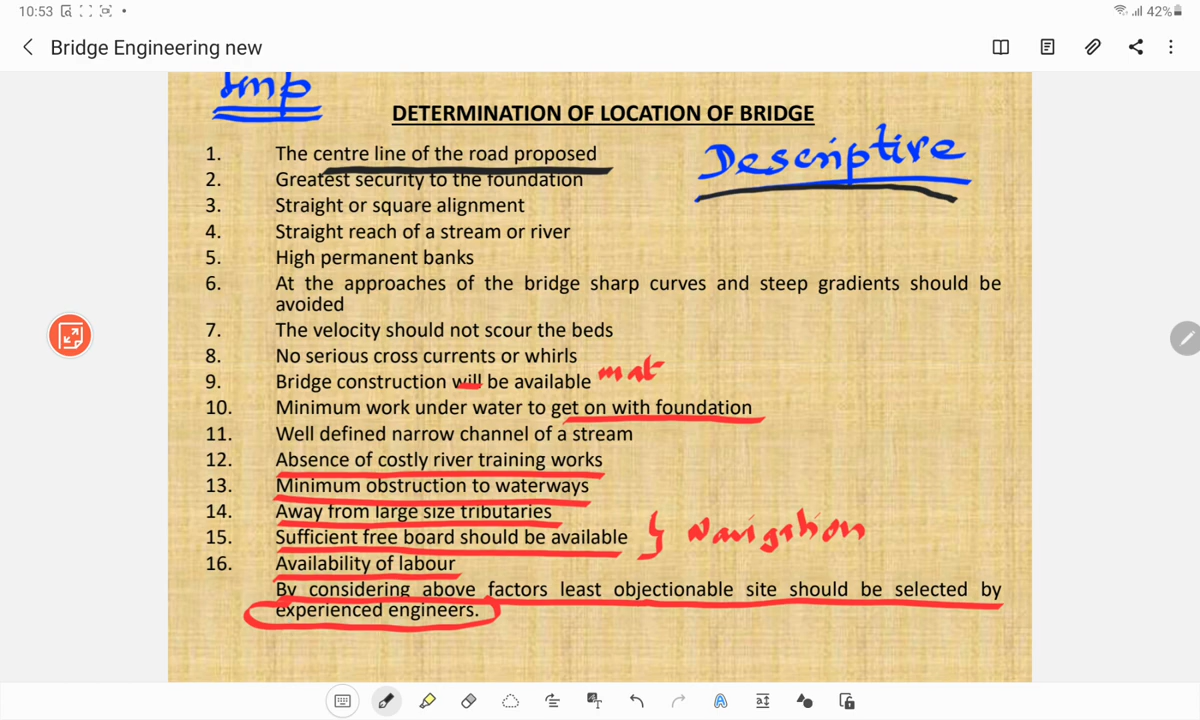 10:53 42%
Bridge Engineering new
Imp
DETERMINATION OF LOCATION OF BRIDGE
Descriptive
1. The centre line of the road proposed
2. Greatest security to the foundation
3. Straight or square alignment
4. Straight reach of a stream or river
5. High permanent banks
6. At the approaches of the bridge sharp curves and steep gradients should be
avoided
7. The velocity should not scour the beds
8. No serious cross currents or whirls
9. Bridge construction will be available mat
10. Minimum work under water to get on with foundation
11. Well defined narrow channel of a stream
12. Absence of costly river training works
13. Minimum obstruction to waterways
14. Away from large size tributaries
15. Sufficient free board should be available Navigation
16. Availability of labour
By considering above factors least objectionable site should be selected by
experienced engineers.